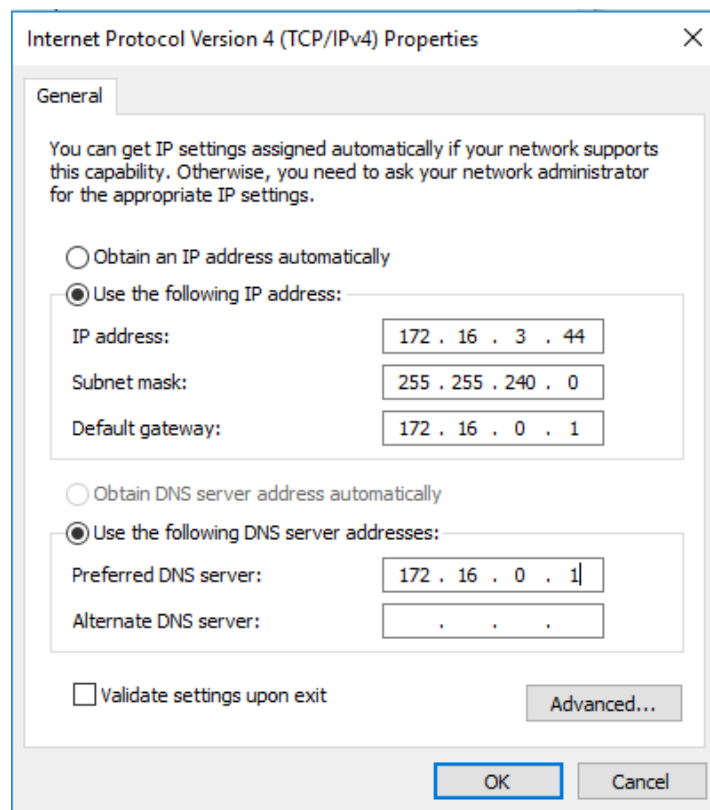 Internet Protocol Version 4 (TCP/IPv4) Properties
General
You can get IP settings assigned automatically if your network supports
this capability. Otherwise, you need to ask your network administrator
for the appropriate IP settings.
Obtain an IP address automatically
Use the following IP address:
IP address: 172 . 16 . 3 . 44
Subnet mask: 255 . 255 . 240 . 0
Default gateway: 172 . 16 . 0 . 1
Obtain DNS server address automatically
Use the following DNS server addresses:
Preferred DNS server: 172 . 16 . 0 . 1
Alternate DNS server: . . .
Validate settings upon exit
Advanced...
OK Cancel